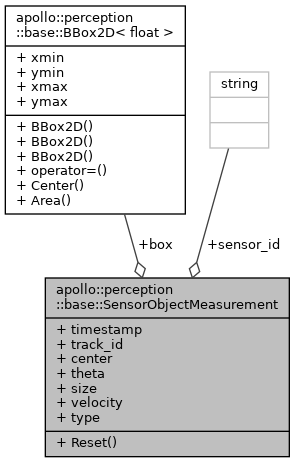 apollo::perception
::base::BBox2D< float >
+ xmin
+ ymin
+ xmax
+ ymax
+ BBox2D()
+ BBox2D()
+ BBox2D()
+ operator=()
+ Center()
+ Area()
string
+box
+sensor_id
apollo::perception
::base::SensorObjectMeasurement
+ timestamp
+ track_id
+ center
+ theta
+ size
+ velocity
+ type
+ Reset()